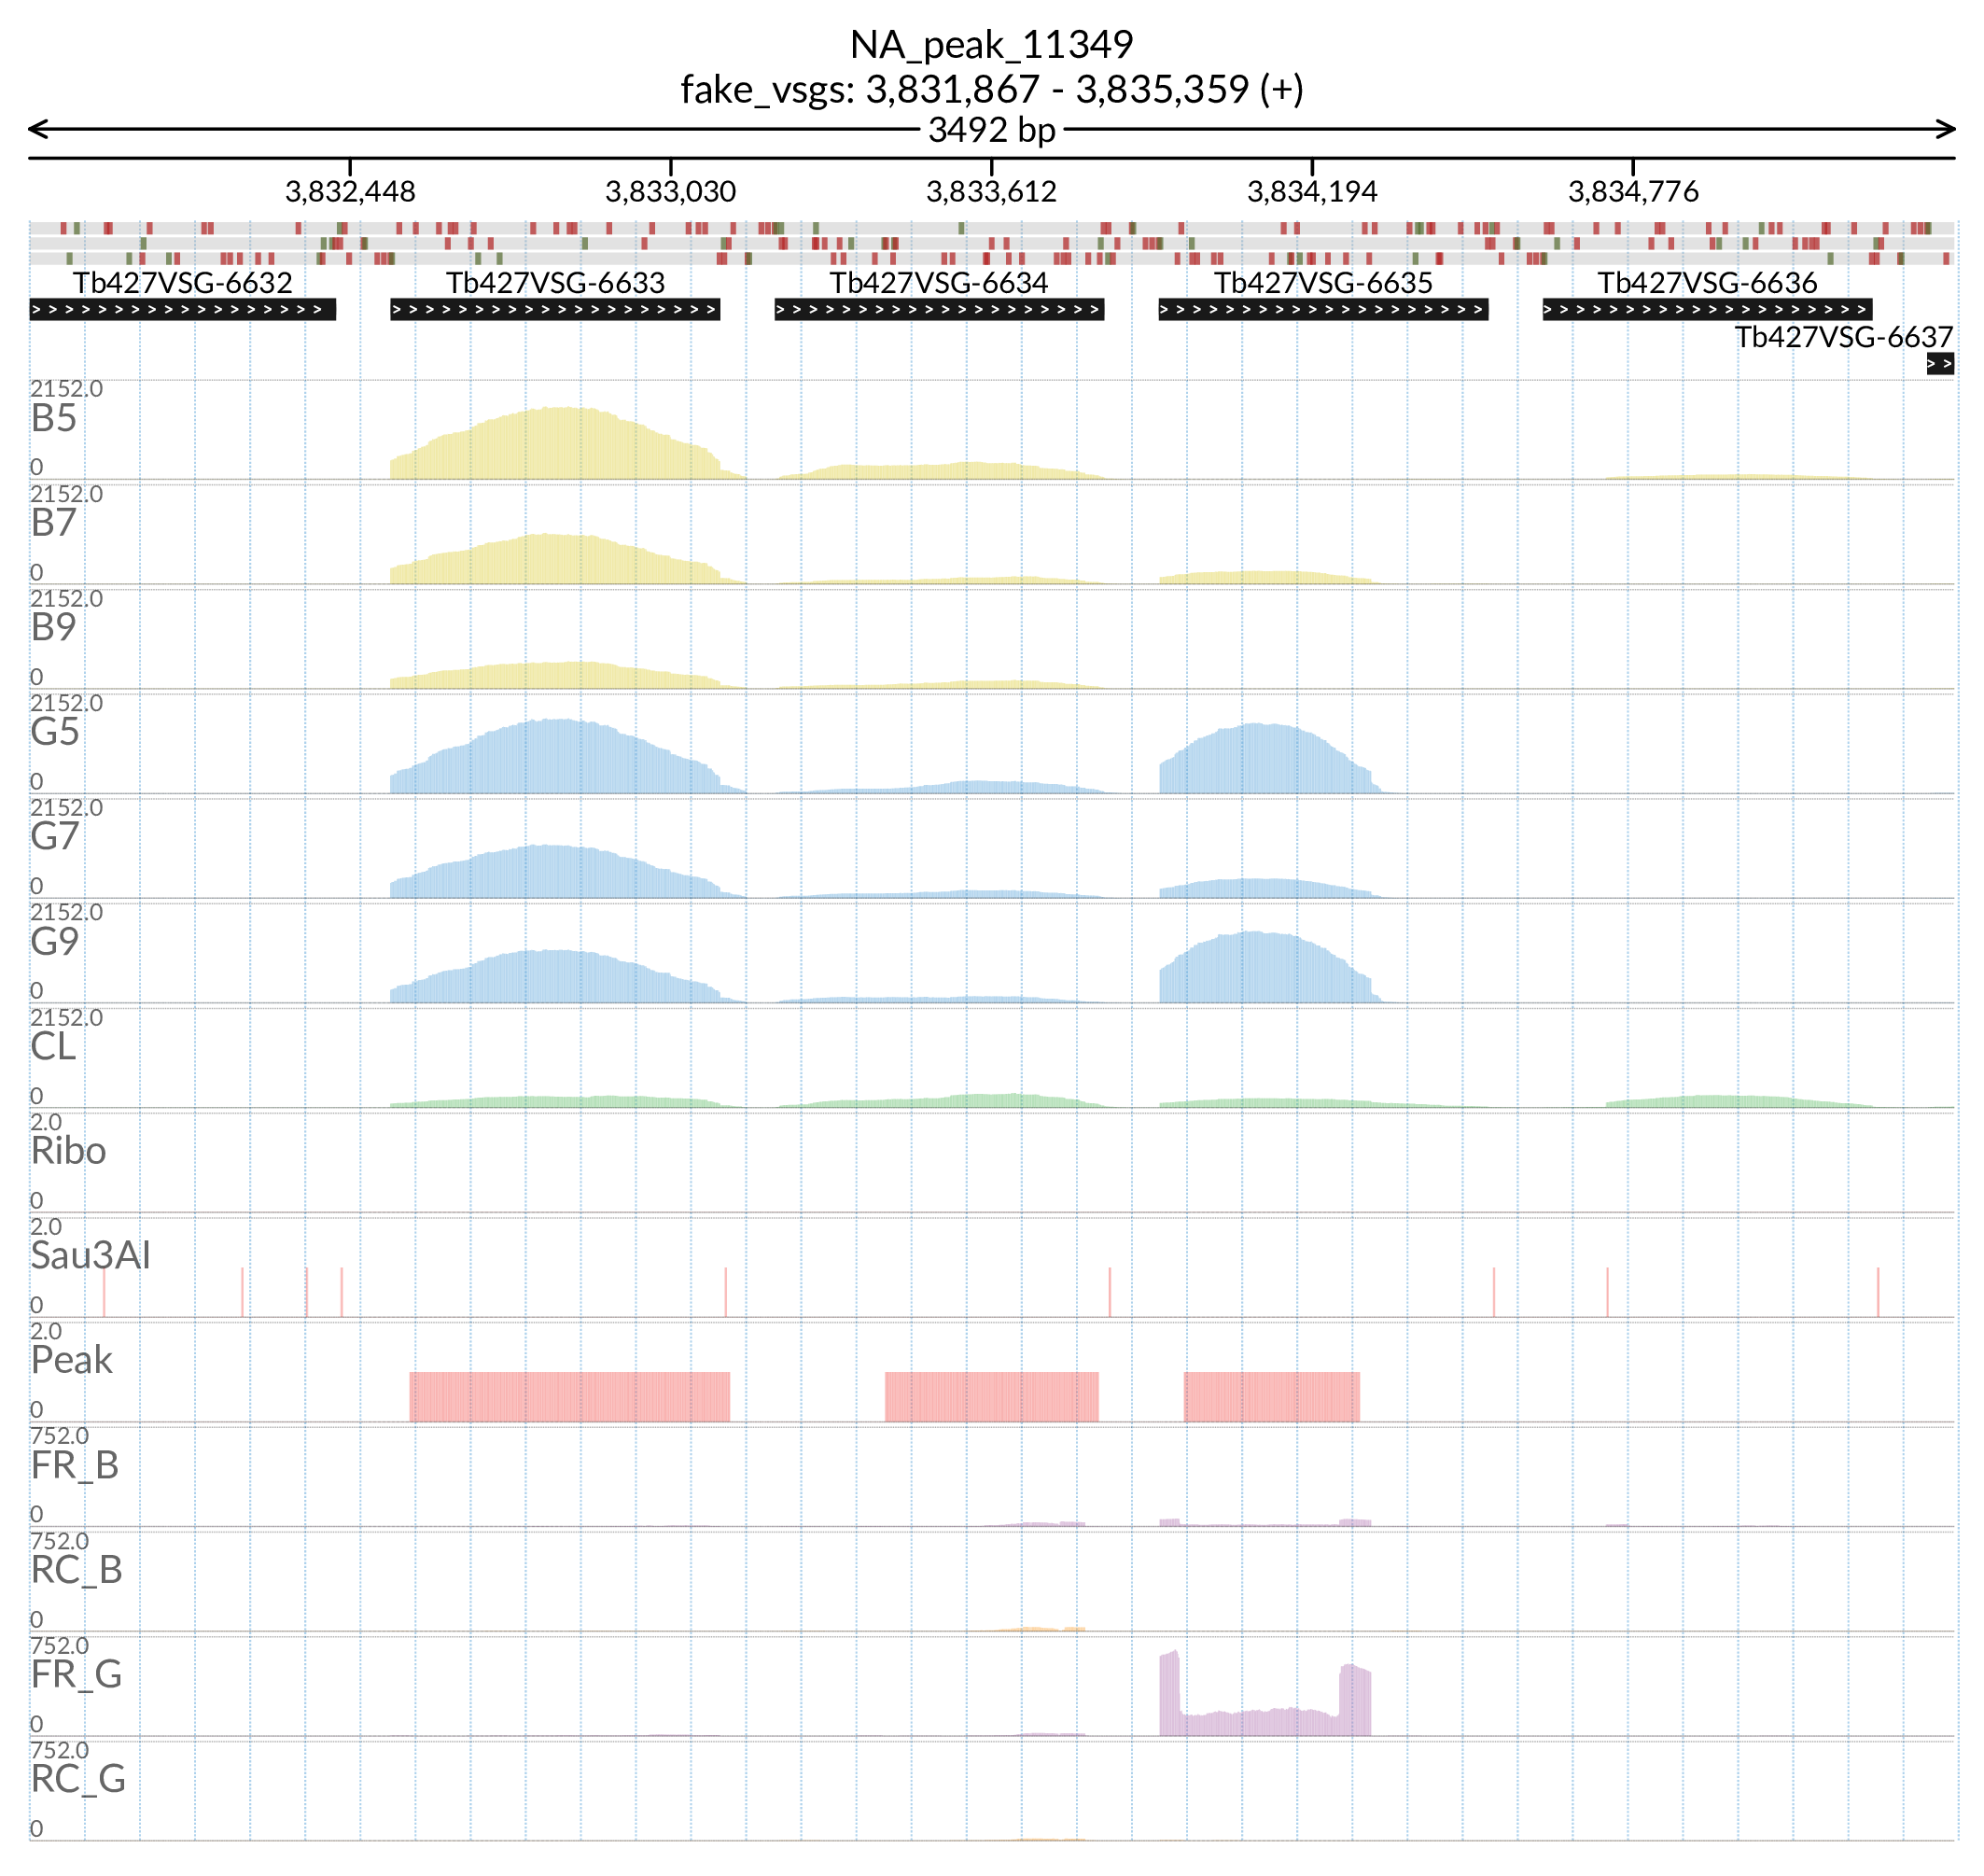 NA_peak_11349
fake_vsgs: 3,831,867 - 3,835,359 (+)
3492 bp
3,832,448 3,833,030 3,833,612 3,834,194 3,834,776
Tb427VSG-6632 Tb427VSG-6633 Tb427VSG-6634 Tb427VSG-6635 Tb427VSG-6636
Tb427VSG-6637
2152.0
B5
0
2152.0
B7
0
2152.0
B9
0
2152.0
G5
0
2152.0
G7
0
2152.0
G9
0
2152.0
CL
0
2.0
Ribo
0
2.0
Sau3AI
0
2.0
Peak
0
752.0
FR_B
0
752.0
RC_B
0
752.0
FR_G
0
752.0
RC_G
0